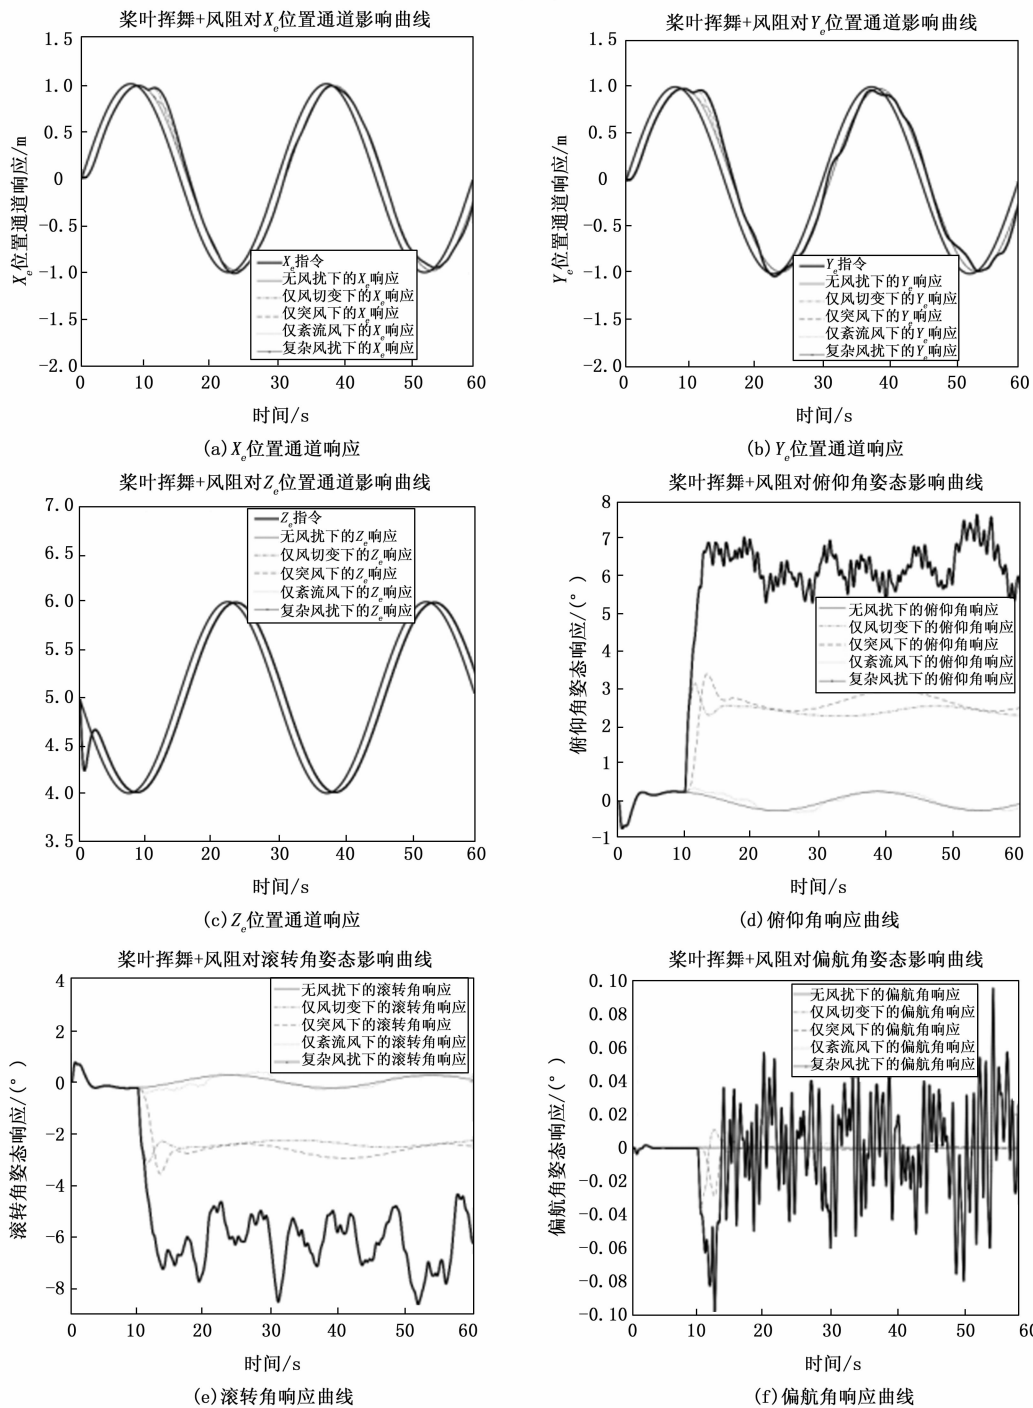 桨叶挥舞+风阻对Xe位置通道影响曲线
1.5
1.0
0.5
0
-0.5
-1.0
-1.5
-2.0
Xe位置通道响应/m
Xe指令
无风扰下的Xe响应
仅风切变下的Xe响应
仅突风下的Xe响应
仅紊流风下的Xe响应
复杂风扰下的Xe响应
0 10 20 30 40 50 60
时间/s
(a)Xe位置通道响应
桨叶挥舞+风阻对Ye位置通道影响曲线
1.5
1.0
0.5
0
-0.5
-1.0
-1.5
-2.0
Ye位置通道响应/m
Ye指令
无风扰下的Ye响应
仅风切变下的Ye响应
仅突风下的Ye响应
仅紊流风下的Ye响应
复杂风扰下的Ye响应
0 10 20 30 40 50 60
时间/s
(b)Ye位置通道响应
桨叶挥舞+风阻对Ze位置通道影响曲线
7.0
6.5
6.0
5.5
5.0
4.5
4.0
3.5
Ze位置通道响应/m
Ze指令
无风扰下的Ze响应
仅风切变下的Ze响应
仅突风下的Ze响应
仅紊流风下的Ze响应
复杂风扰下的Ze响应
0 10 20 30 40 50 60
时间/s
(c)Ze位置通道响应
桨叶挥舞+风阻对俯仰角姿态影响曲线
8
7
6
5
4
3
2
1
0
-1
俯仰角姿态响应/(°)
无风扰下的俯仰角响应
仅风切变下的俯仰角响应
仅突风下的俯仰角响应
仅紊流风下的俯仰角响应
复杂风扰下的俯仰角响应
0 10 20 30 40 50 60
时间/s
(d)俯仰角响应曲线
桨叶挥舞+风阻对滚转角姿态影响曲线
4
2
0
-2
-4
-6
-8
滚转角姿态响应/(°)
无风扰下的滚转角响应
仅风切变下的滚转角响应
仅突风下的滚转角响应
仅紊流风下的滚转角响应
复杂风扰下的滚转角响应
0 10 20 30 40 50 60
时间/s
(e)滚转角响应曲线
桨叶挥舞+风阻对偏航角姿态影响曲线
0.10
0.08
0.06
0.04
0.02
0
-0.02
-0.04
-0.06
-0.08
-0.10
偏航角姿态响应/(°)
无风扰下的偏航角响应
仅风切变下的偏航角响应
仅突风下的偏航角响应
仅紊流风下的偏航角响应
复杂风扰下的偏航角响应
0 10 20 30 40 50 60
时间/s
(f)偏航角响应曲线